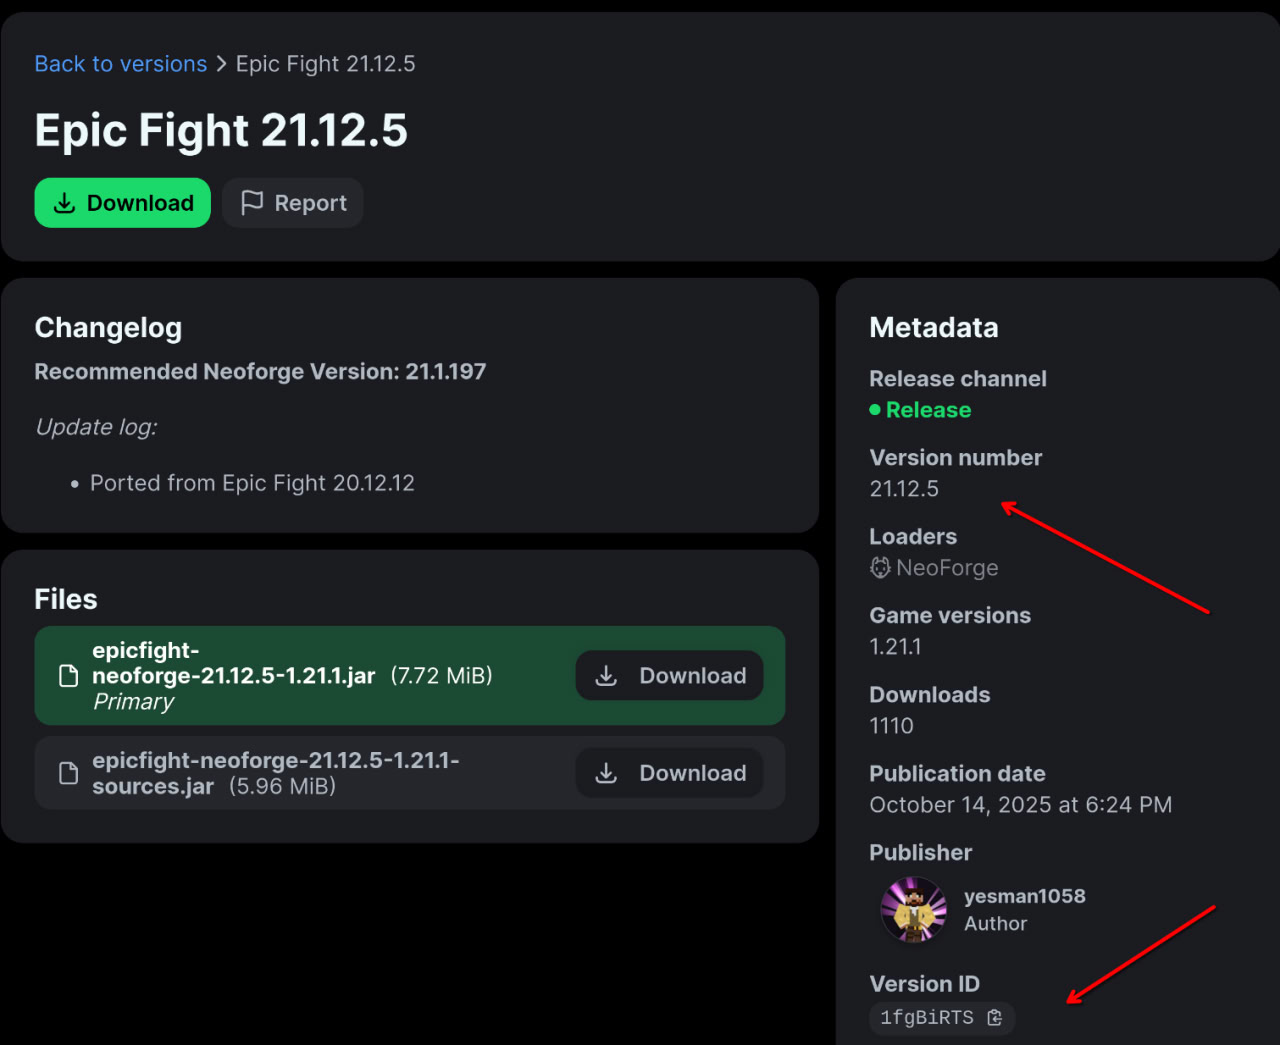 Back to versions > Epic Fight 21.12.5
Epic Fight 21.12.5
Download
Report
Changelog
Recommended Neoforge Version: 21.1.197
Update log:
• Ported from Epic Fight 20.12.12
Files
epicfight-
neoforge-21.12.5-1.21.1.jar (7.72 MiB)
Primary
Download
epicfight-neoforge-21.12.5-1.21.1-
sources.jar (5.96 MiB)
Download
Metadata
Release channel
Release
Version number
21.12.5
Loaders
NeoForge
Game versions
1.21.1
Downloads
1110
Publication date
October 14, 2025 at 6:24 PM
Publisher
yesman1058
Author
Version ID
1fgBiRTS